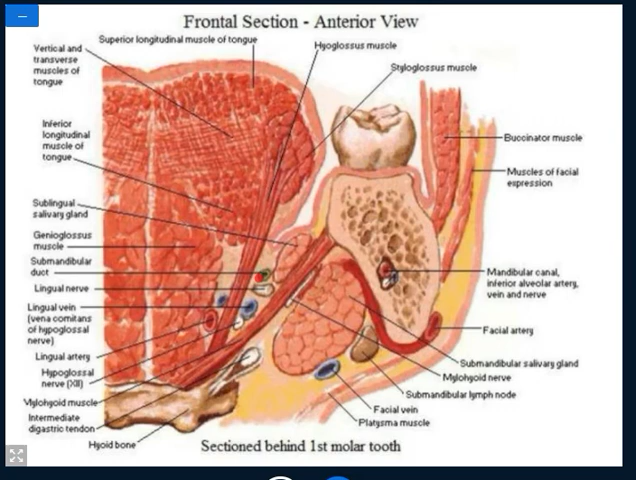 Frontal Section - Anterior View
Superior longitudinal muscle of tongue
Hyoglossus muscle
Vertical and
transverse
muscles of
tongue
Styloglossus muscle
Inferior
longitudinal
muscle of
tongue
Buccinator muscle
Muscles of facial
expression
Sublingual
salivary gland
Genioglossus
muscle
Submandibular
duct
Lingual nerve
Lingual vein
(vena comitans
of hypoglossal
nerve)
Lingual artery
Hypoglossal
nerve (XII)
Mylohyoid muscle
Intermediate
digastric tendon
Hyoid bone
Mandibular canal,
inferior alveolar artery,
vein and nerve
Facial artery
Submandibular salivary gland
Mylohyoid nerve
Submandibular lymph node
Facial vein
Platysma muscle
Sectioned behind 1st molar tooth